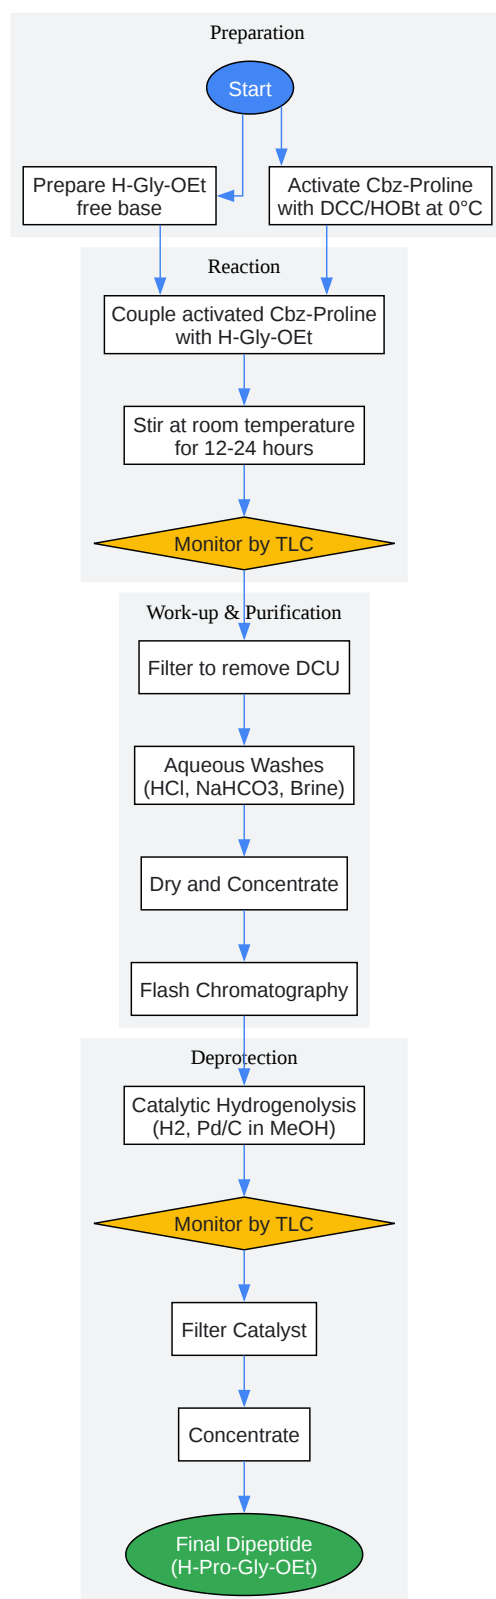 Preparation
Start
Prepare H-Gly-OEt
free base
Activate Cbz-Proline
with DCC/HOBt at 0°C
Reaction
Couple activated Cbz-Proline
with H-Gly-OEt
Stir at room temperature
for 12-24 hours
Monitor by TLC
Work-up & Purification
Filter to remove DCU
Aqueous Washes
(HCl, NaHCO3, Brine)
Dry and Concentrate
Flash Chromatography
Deprotection
Catalytic Hydrogenolysis
(H2, Pd/C in MeOH)
Monitor by TLC
Filter Catalyst
Concentrate
Final Dipeptide
(H-Pro-Gly-OEt)